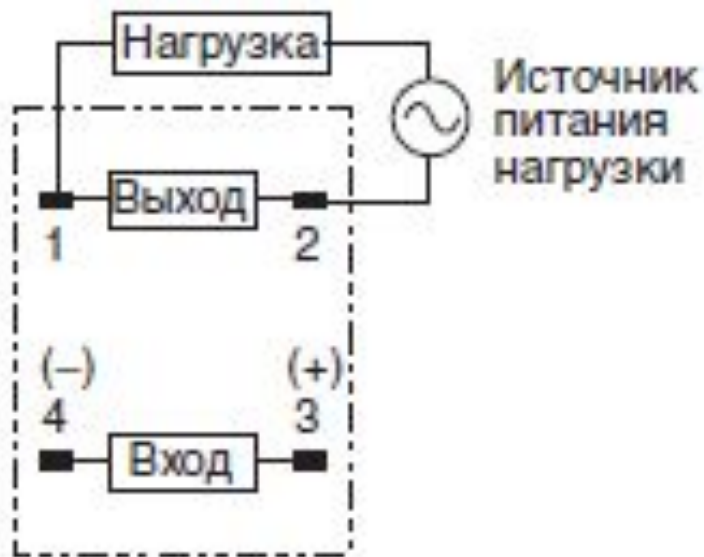 Нагрузка
Источник
питания
нагрузки
Выход
1 2
(–) (+)
4 3
Вход